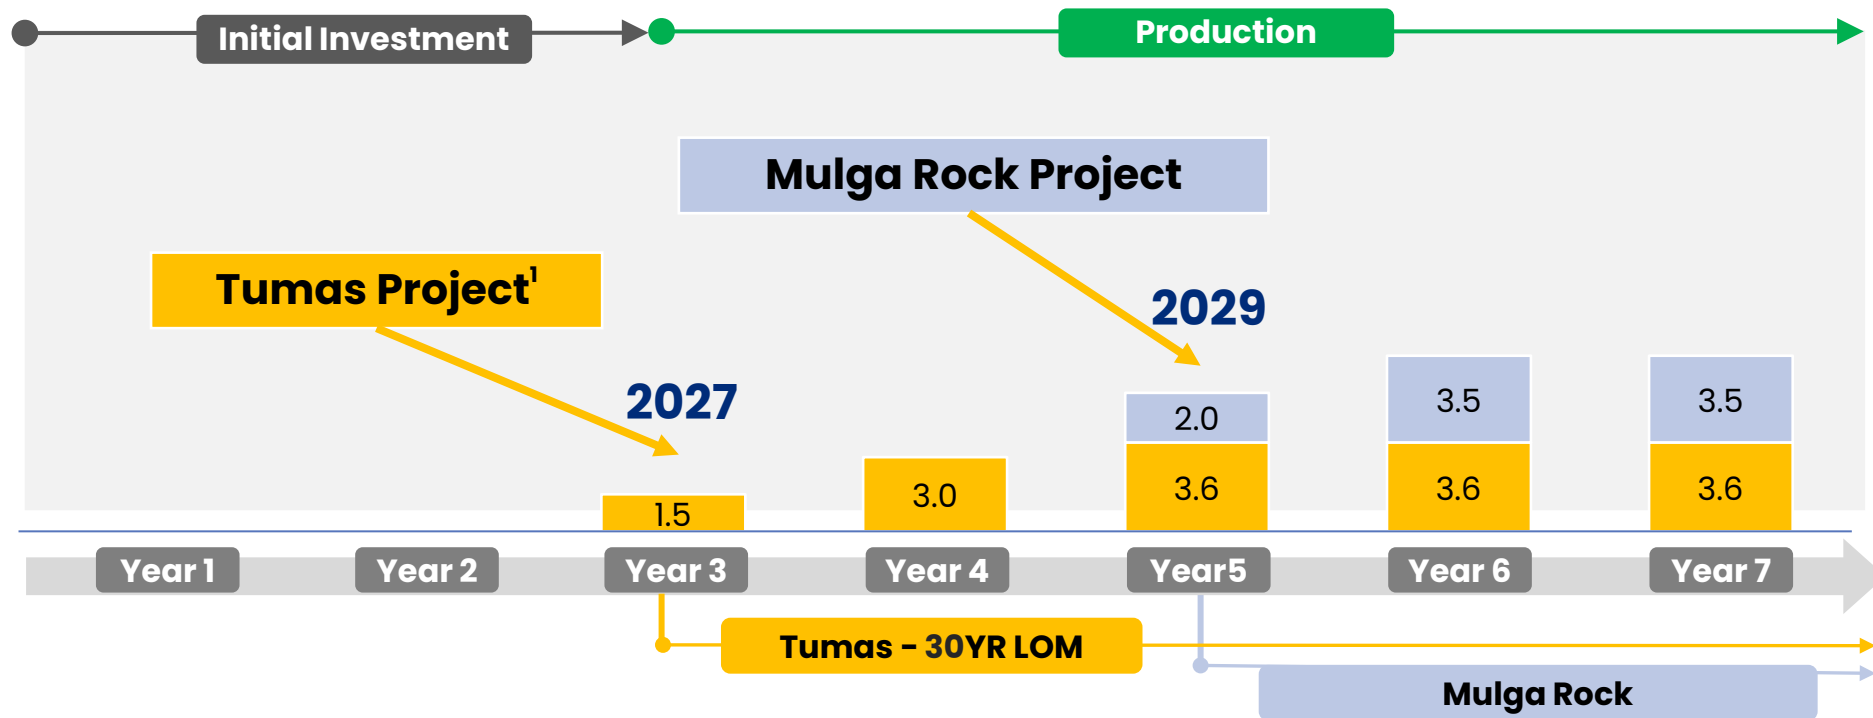 Initial Investment
Production
Mulga Rock Project
Tumas Project¹
2029
2027
2.0
3.5
3.5
1.5
3.0
3.6
3.6
3.6
Year 1
Year 2
Year 3
Year 4
Year5
Year 6
Year 7
Tumas - 30YR LOM
Mulga Rock